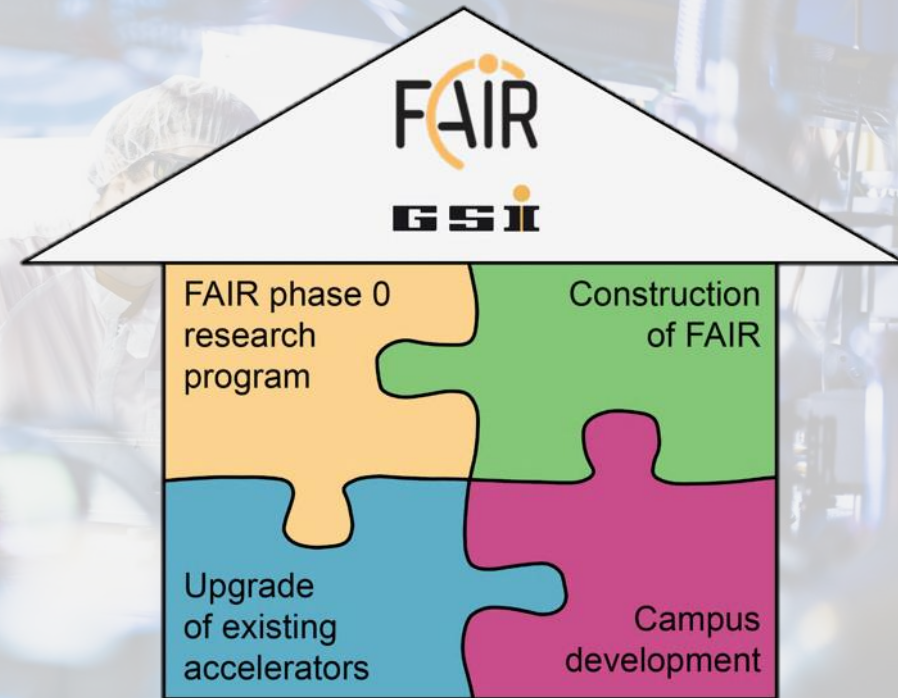 FAIR
GSI
FAIR phase 0
research
program
Construction
of FAIR
Upgrade
of existing
accelerators
Campus
development